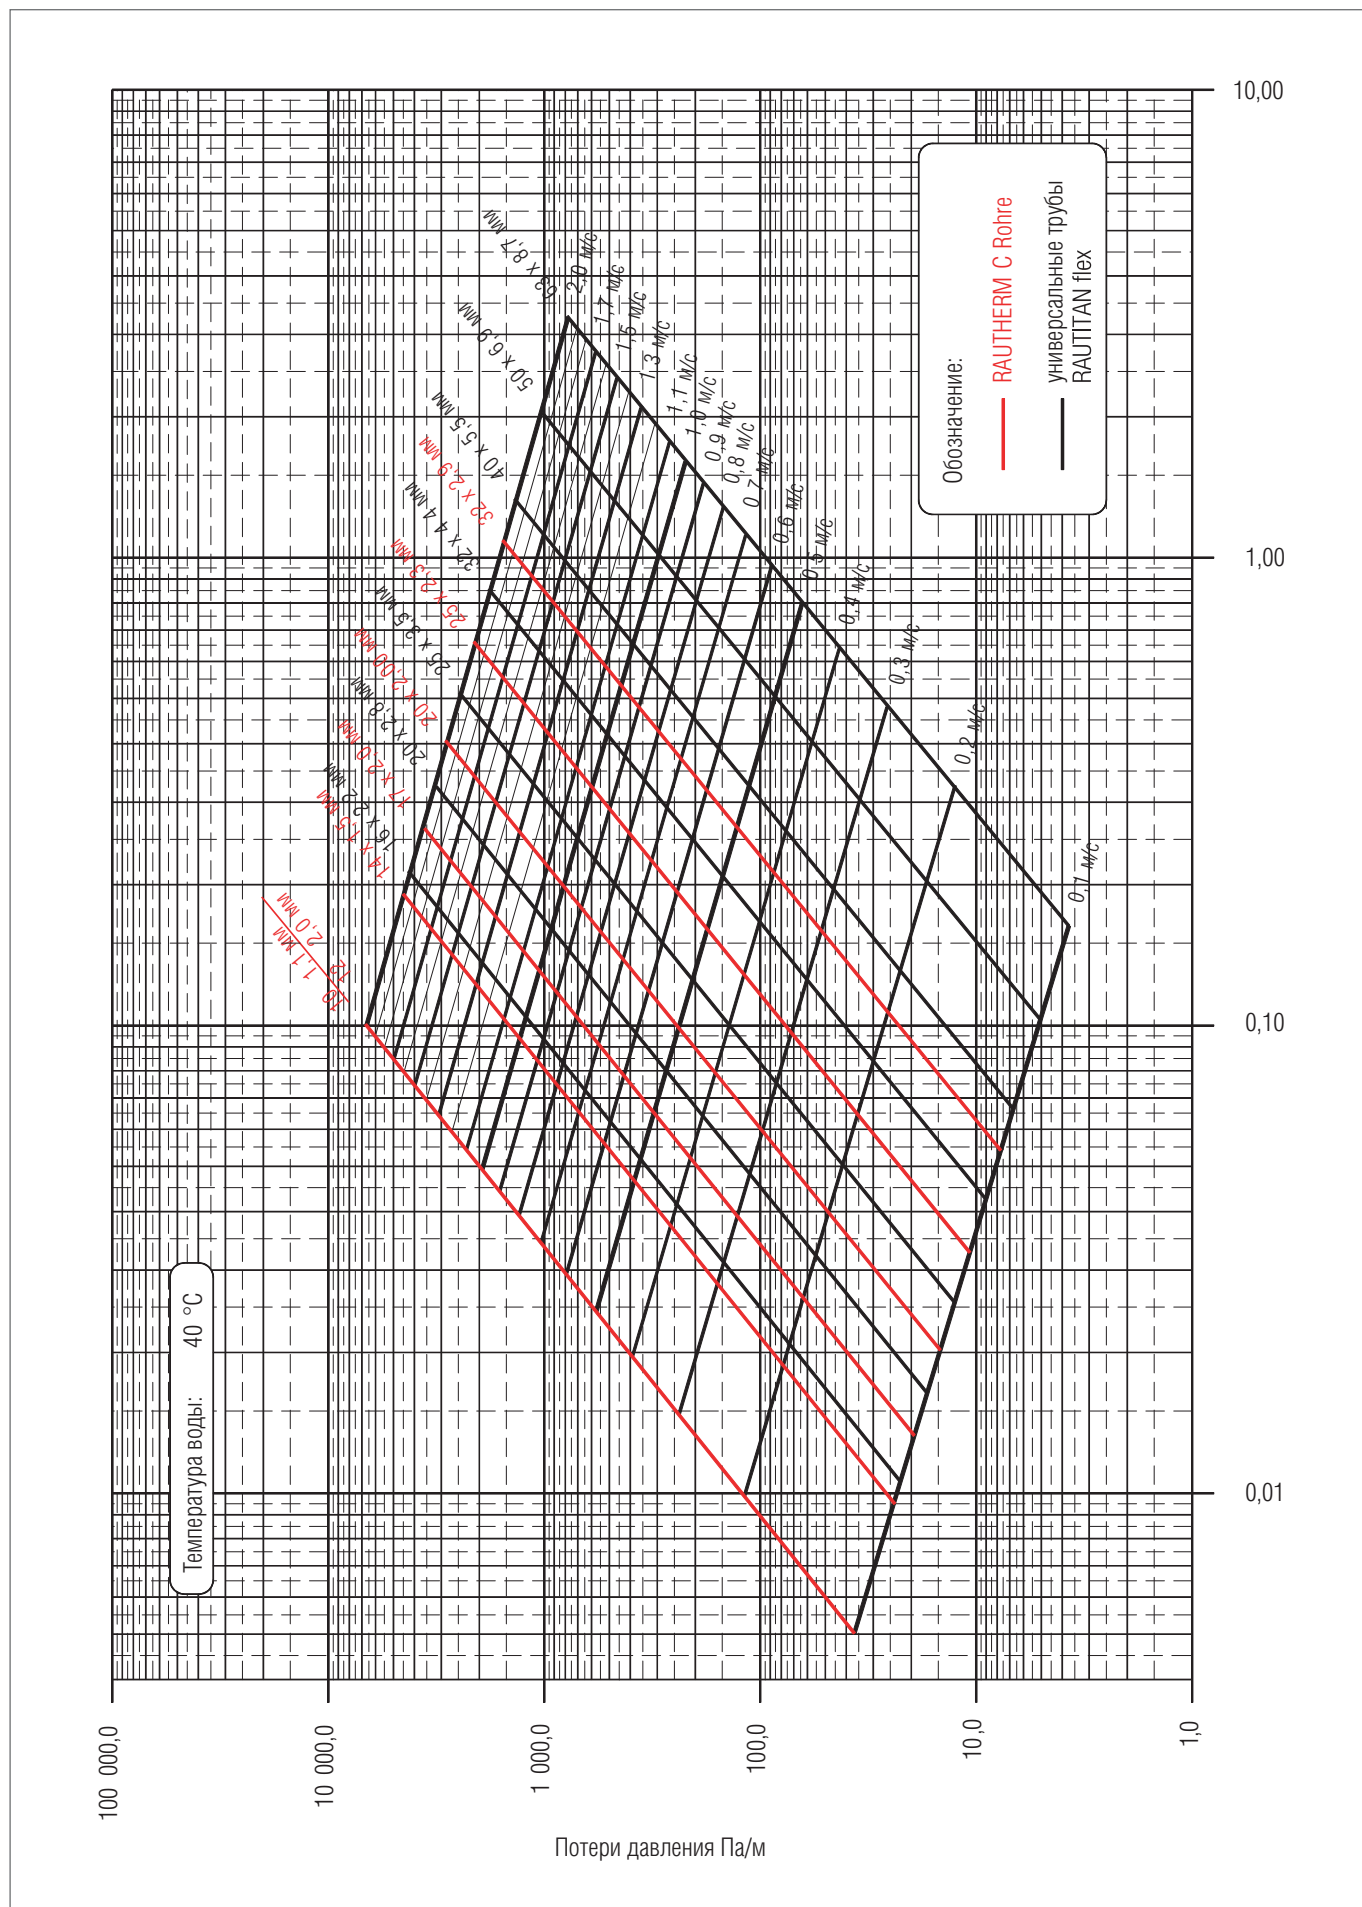 10,00
1,00
0,10
0,01
100 000,0
10 000,0
1 000,0
100,0
10,0
1,0
Потери давления Па/м
Температура воды: 40 °C
Обозначение:
RAUTHERM C Rohre
универсальные трубы
RAUTITAN flex
10 1,1 мм
12 2,0 мм
14 x 1,5 мм
16 x 2,2 мм
17 x 2,0 мм
20 x 2,8 мм
20 x 2,00 мм
25 x 3,5 мм
25 x 2,3 мм
32 x 4,4 мм
32 x 2,9 мм
40 x 5,5 мм
50 x 6,9 мм
63 x 8,7 мм
2,0 м/с
1,7 м/с
1,5 м/с
1,3 м/с
1,1 м/с
1,0 м/с
0,9 м/с
0,8 м/с
0,7 м/с
0,6 м/с
0,5 м/с
0,4 м/с
0,3 м/с
0,2 м/с
0,1 м/с